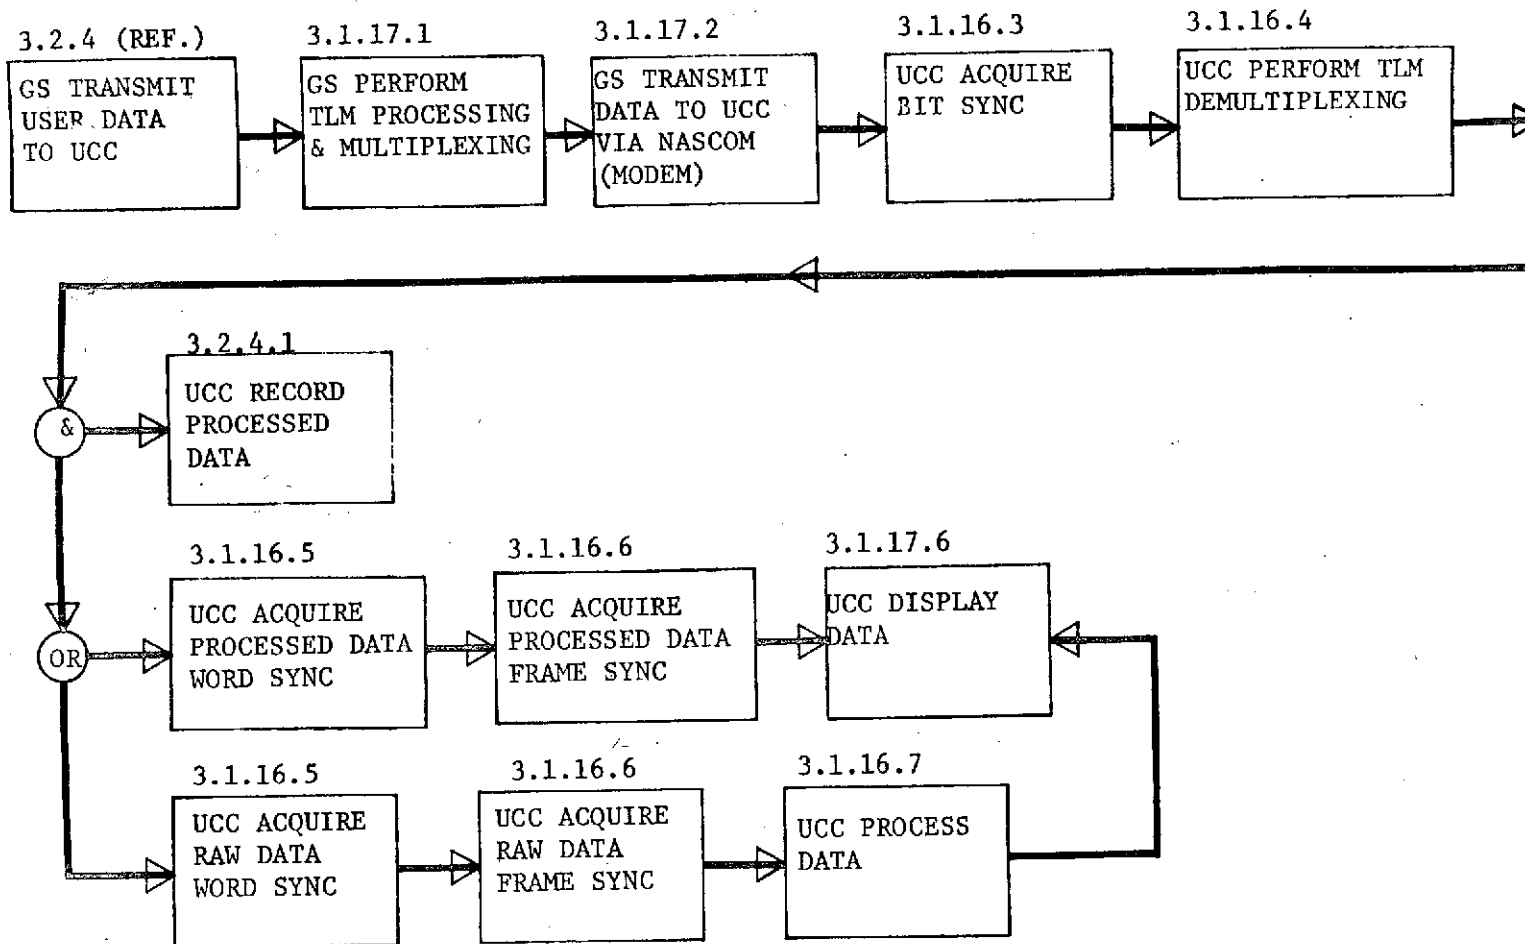 3.2.4 (REF.)
GS TRANSMIT
USER DATA
TO UCC
3.1.17.1
GS PERFORM
TLM PROCESSING
& MULTIPLEXING
3.1.17.2
GS TRANSMIT
DATA TO UCC
VIA NASCOM
(MODEM)
3.1.16.3
UCC ACQUIRE
BIT SYNC
3.1.16.4
UCC PERFORM TLM
DEMULTIPLEXING
&
3.2.4.1
UCC RECORD
PROCESSED
DATA
OR
3.1.16.5
UCC ACQUIRE
PROCESSED DATA
WORD SYNC
3.1.16.6
UCC ACQUIRE
PROCESSED DATA
FRAME SYNC
3.1.17.6
UCC DISPLAY
DATA
3.1.16.5
UCC ACQUIRE
RAW DATA
WORD SYNC
3.1.16.6
UCC ACQUIRE
RAW DATA
FRAME SYNC
3.1.16.7
UCC PROCESS
DATA